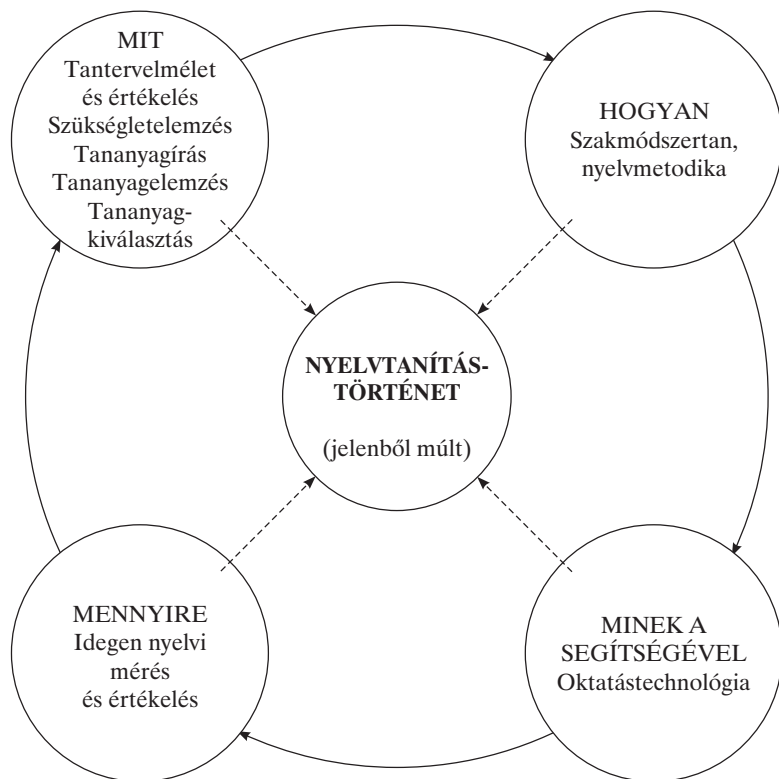 MIT
Tantervelmélet
és értékelés
Szükségletelemzés
Tananyagírás
Tananyagelemzés
Tananyag-
kiválasztás
HOGYAN
Szakmódszertan,
nyelvmetodika
NYELVTANÍTÁS-
TÖRTÉNET
(jelenből múlt)
MENNYIRE
Idegen nyelvi
mérés
és értékelés
MINEK A
SEGÍTSÉGÉVEL
Oktatástechnológia